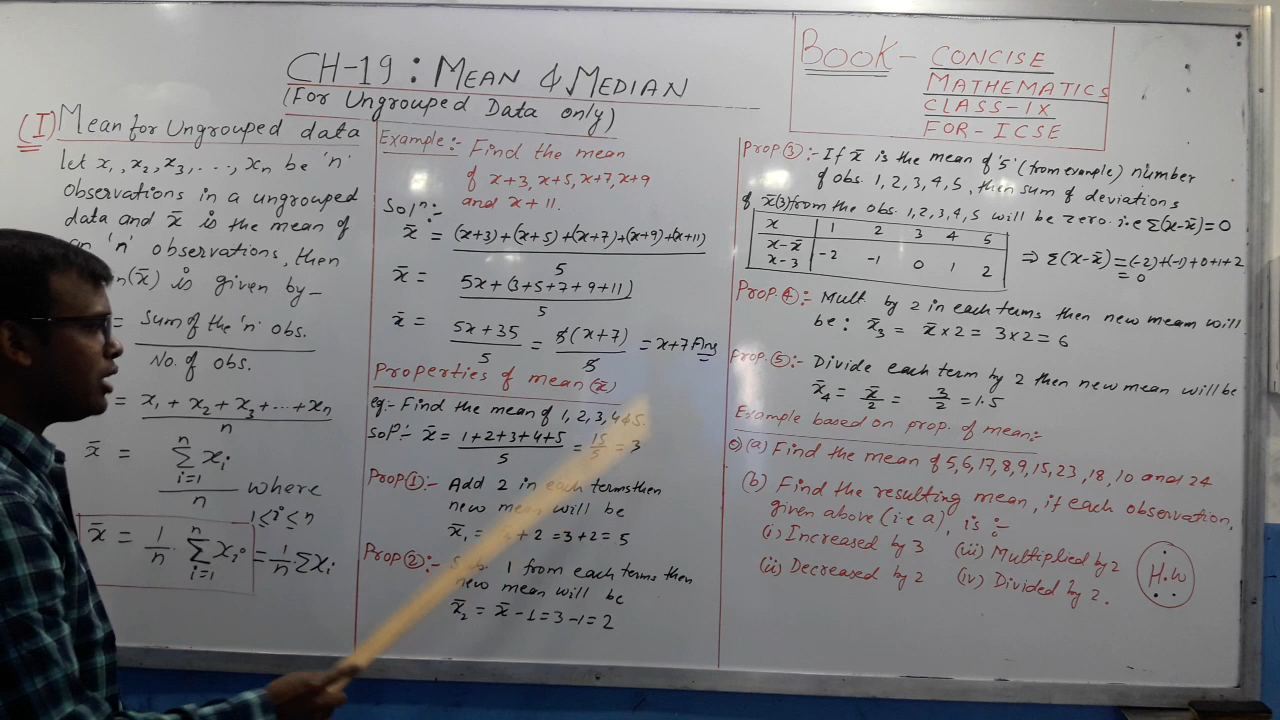 CH-19 : MEAN & MEDIAN
(For Ungrouped Data only)
BOOK - CONCISE
MATHEMATICS
CLASS-IX
FOR-ICSE
(I) Mean for Ungrouped data
let x₁, x₂, x₃, ..., xₙ be 'n'
observations in a ungrouped
data and x̄ is the mean of
'n' observations, then
(x̄) is given by-
= Sum of the 'n' obs.
No. of obs.
= x₁ + x₂ + x₃ + ... + xₙ
n
x̄ = n Σ i=1 xᵢ
n where
1≤i≤n
x̄ = 1/n · n Σ i=1 xᵢ = 1/n Σxᵢ
Example:- Find the mean
of x+3, x+5, x+7, x+9
and x+11.
Solⁿ:-
x̄ = (x+3)+(x+5)+(x+7)+(x+9)+(x+11)
5
x̄ = 5x+(3+5+7+9+11)
5
x̄ = 5x+35 / 5 = 5(x+7) / 5 = x+7 Ans
Properties of mean (x̄)
eg:- Find the mean of 1, 2, 3, 4 & 5.
Solⁿ:- x̄ = 1+2+3+4+5 / 5 = 15/5 = 3
Prop ①:- Add 2 in each terms then
new mean will be
x̄₁ = + 2 = 3+2 = 5
Prop ②:- 1 from each terms then
new mean will be
x̄₂ = x̄ - 1 = 3 - 1 = 2
Prop ③:- If x̄ is the mean of '5' (from example) number
of obs. 1, 2, 3, 4, 5, then sum of deviations
of x̄(3) from the obs. 1, 2, 3, 4, 5 will be zero. i.e Σ(x-x̄)=0
x 1 2 3 4 5
x-x̄
x-3 -2 -1 0 1 2
⇒ Σ(x-x̄) = (-2)+(-1)+0+1+2
= 0
Prop. ④:- Mult by 2 in each terms then new mean will
be : x̄₃ = x̄×2 = 3×2 = 6
Prop. ⑤:- Divide each term by 2 then new mean will be
x̄₄ = x̄/2 = 3/2 = 1.5
Example based on prop. of mean:-
(a) Find the mean of 5, 6, 17, 8, 9, 15, 23, 18, 10 and 24
(b) Find the resulting mean, if each observation,
given above (i.e a), is :-
(i) Increased by 3 (iii) Multiplied by 2
(ii) Decreased by 2 (iv) Divided by 2.
H.W